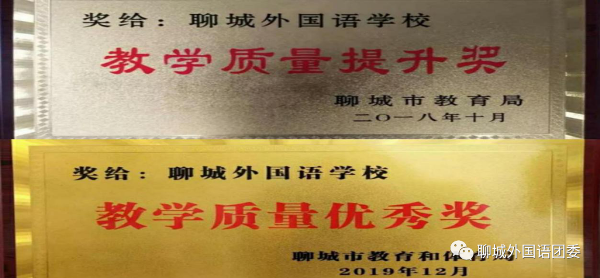 奖给：聊城外国语学校
教学质量提升奖
聊城市教育局
二〇一八年十月
奖给：聊城外国语学校
教学质量优秀奖
聊城市教育和体育局
2019年12月
聊城外国语团委